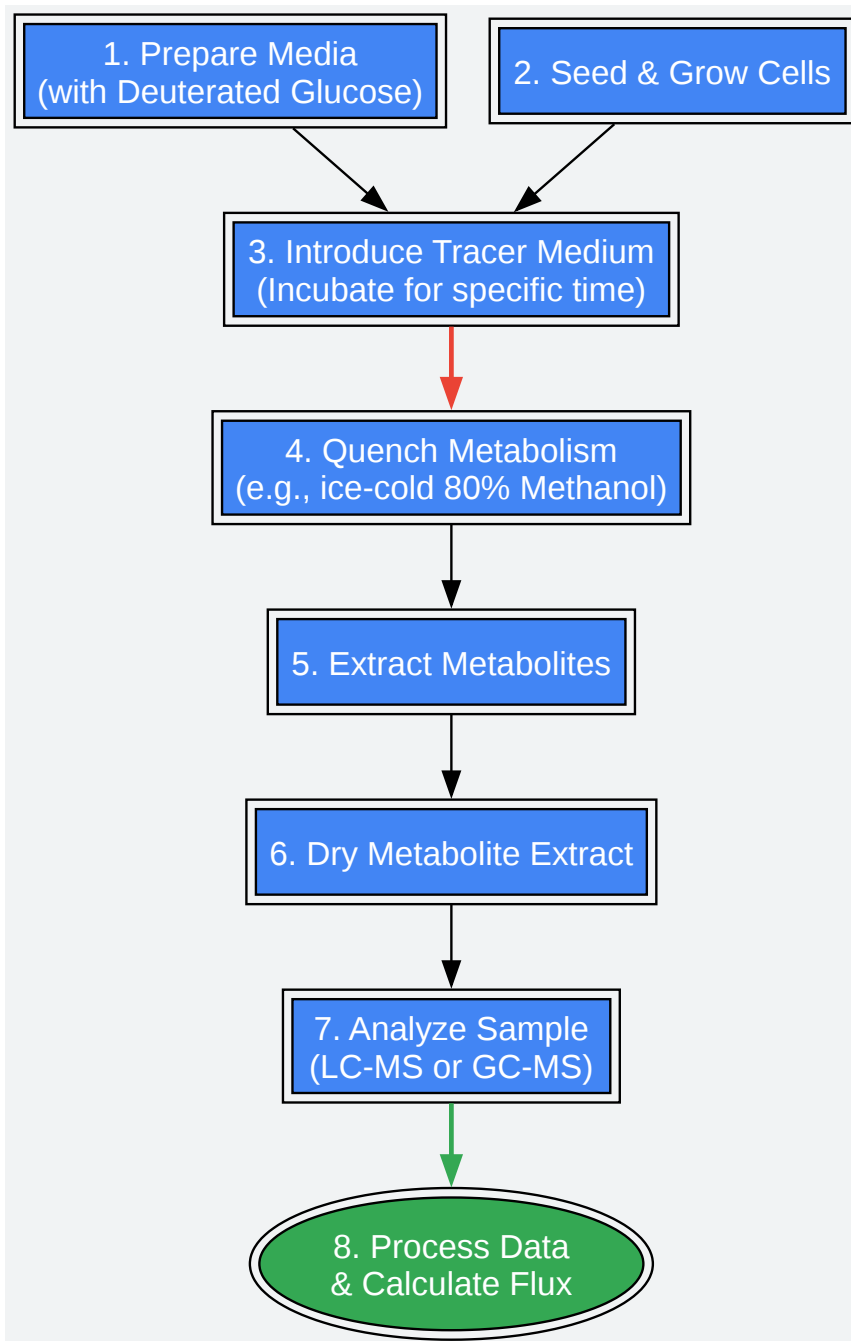 1. Prepare Media
(with Deuterated Glucose)
2. Seed & Grow Cells
3. Introduce Tracer Medium
(Incubate for specific time)
4. Quench Metabolism
(e.g., ice-cold 80% Methanol)
5. Extract Metabolites
6. Dry Metabolite Extract
7. Analyze Sample
(LC-MS or GC-MS)
8. Process Data
& Calculate Flux